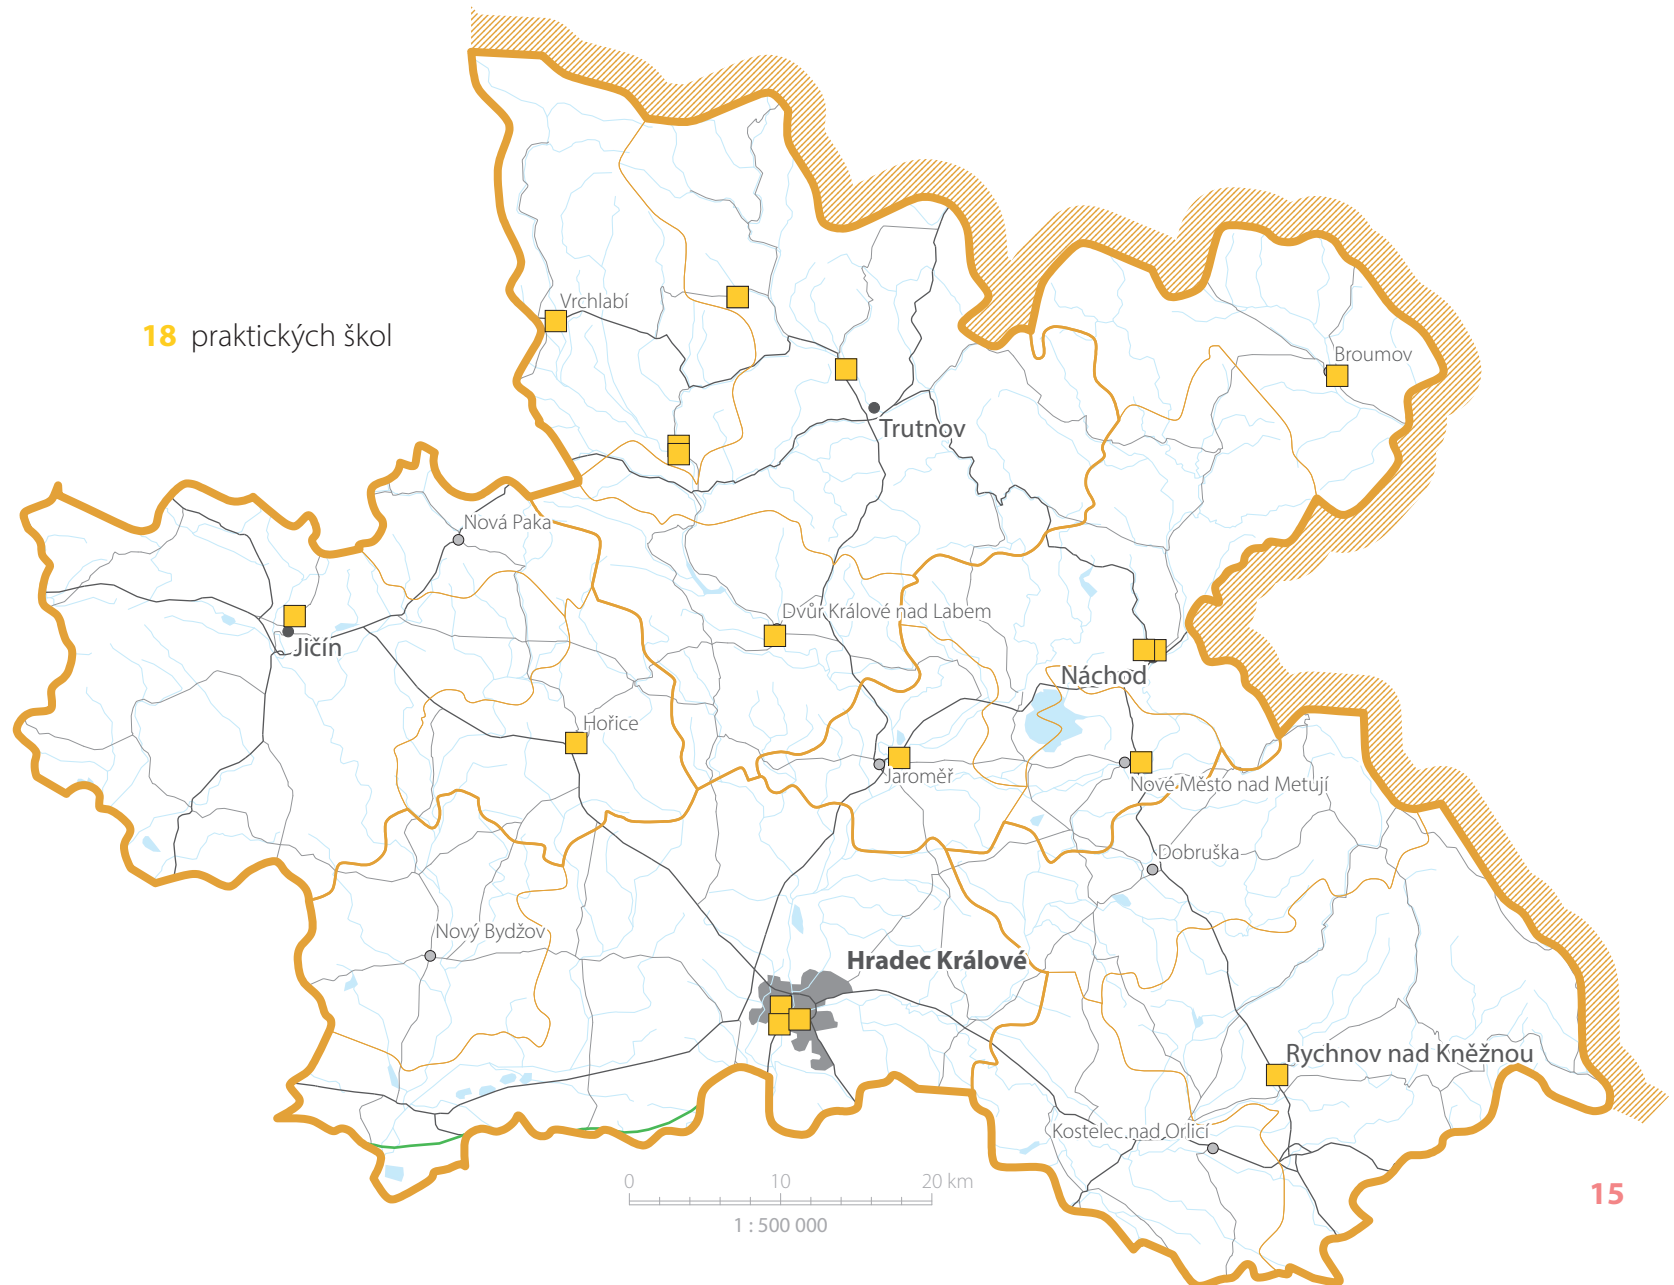 Vrchlabí
18 praktických škol
Broumov
Trutnov
Nová Paka
Dvůr Králové nad Labem
Jičín
Náchod
Hořice
Jaroměř
Nové Město nad Metují
Dobruška
Nový Bydžov
Hradec Králové
Rychnov nad Kněžnou
Kostelec nad Orlicí
0 10 20 km
1 : 500 000
15